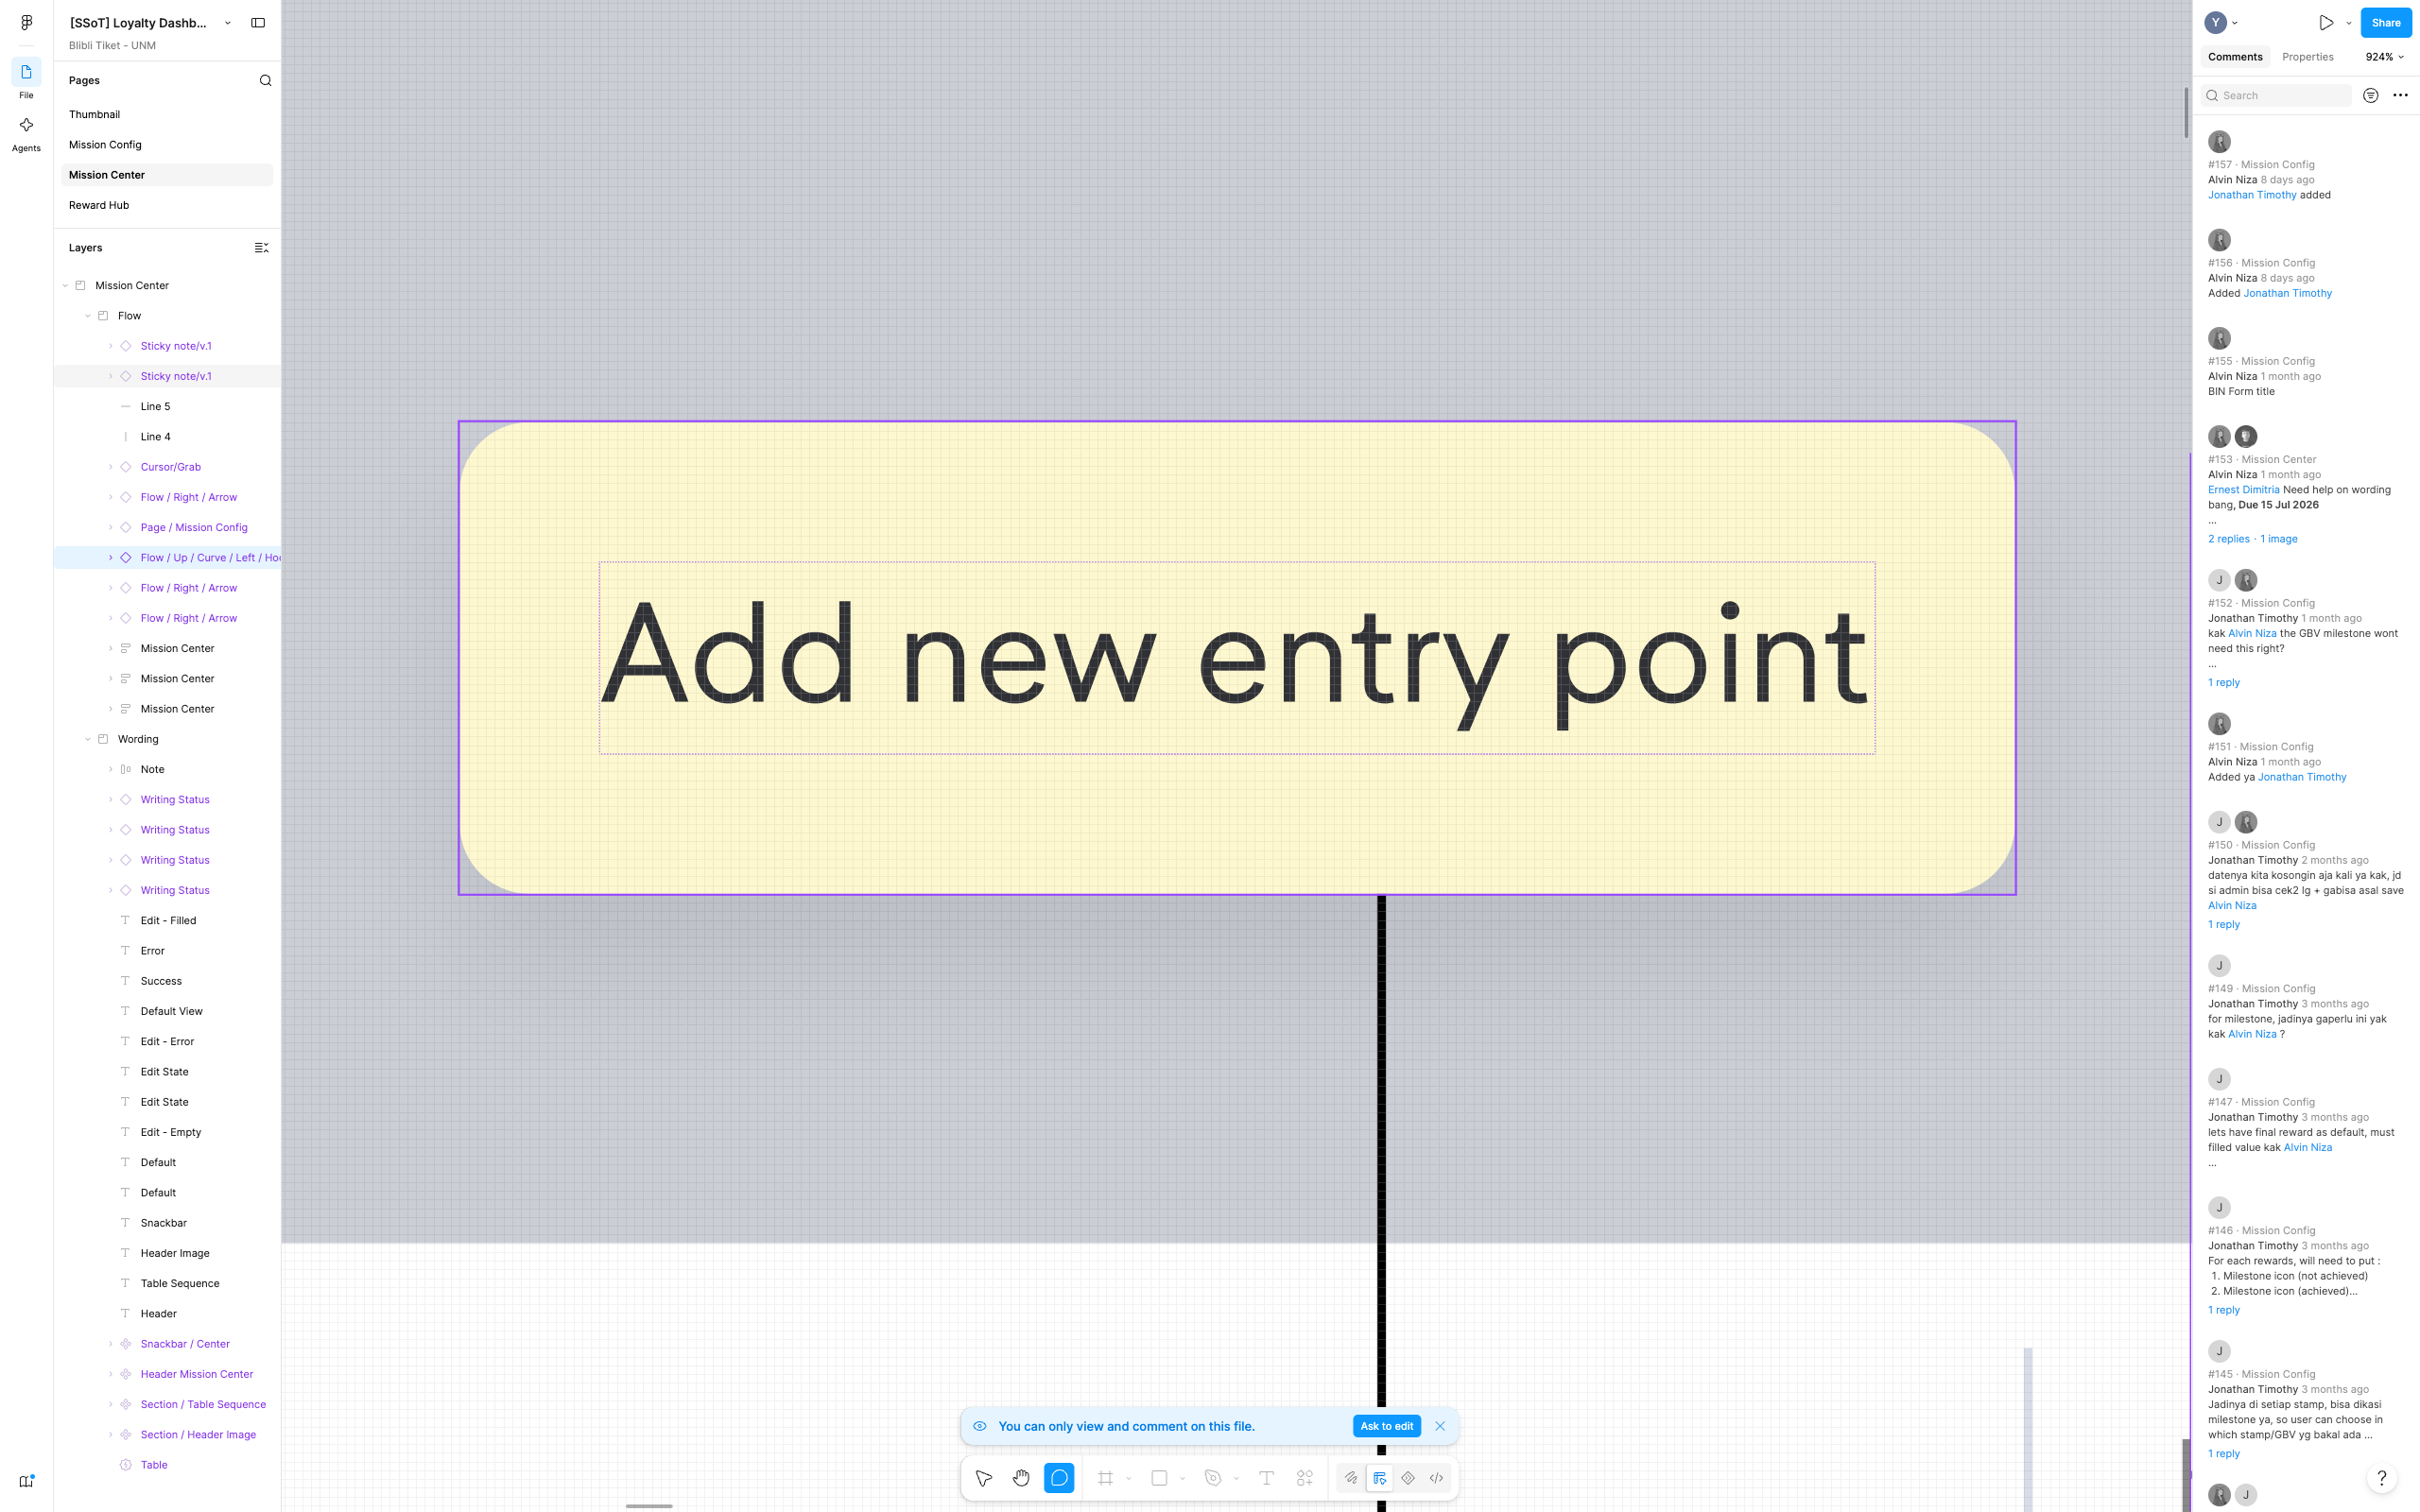 [SSoT] Loyalty Dashb...
Blibli Tiket - UNM
File
Agents
Pages
Thumbnail
Mission Config
Mission Center
Reward Hub
Layers
Mission Center
Flow
Sticky note/v.1
Sticky note/v.1
Line 5
Line 4
Cursor/Grab
Flow / Right / Arrow
Page / Mission Config
Flow / Up / Curve / Left / Hoo
Flow / Right / Arrow
Flow / Right / Arrow
Mission Center
Mission Center
Mission Center
Wording
Note
Writing Status
Writing Status
Writing Status
Writing Status
Edit - Filled
Error
Success
Default View
Edit - Error
Edit State
Edit State
Edit - Empty
Default
Default
Snackbar
Header Image
Table Sequence
Header
Snackbar / Center
Header Mission Center
Section / Table Sequence
Section / Header Image
Table
Add new entry point
You can only view and comment on this file.
Ask to edit
Y
Share
Comments
Properties
924%
Search
#157 · Mission Config
Alvin Niza 8 days ago
Jonathan Timothy added
#156 · Mission Config
Alvin Niza 8 days ago
Added Jonathan Timothy
#155 · Mission Config
Alvin Niza 1 month ago
BIN Form title
#153 · Mission Center
Alvin Niza 1 month ago
Ernest Dimitria Need help on wording
bang, Due 15 Jul 2026
...
2 replies · 1 image
J
#152 · Mission Config
Jonathan Timothy 1 month ago
kak Alvin Niza the GBV milestone wont
need this right?
...
1 reply
#151 · Mission Config
Alvin Niza 1 month ago
Added ya Jonathan Timothy
J
#150 · Mission Config
Jonathan Timothy 2 months ago
datenya kita kosongin aja kali ya kak, jd
si admin bisa cek2 lg + gabisa asal save
Alvin Niza
1 reply
J
#149 · Mission Config
Jonathan Timothy 3 months ago
for milestone, jadinya gaperlu ini yak
kak Alvin Niza ?
J
#147 · Mission Config
Jonathan Timothy 3 months ago
lets have final reward as default, must
filled value kak Alvin Niza
...
J
#146 · Mission Config
Jonathan Timothy 3 months ago
For each rewards, will need to put :
1. Milestone icon (not achieved)
2. Milestone icon (achieved)...
1 reply
J
#145 · Mission Config
Jonathan Timothy 3 months ago
Jadinya di setiap stamp, bisa dikasi
milestone ya, so user can choose in
which stamp/GBV yg bakal ada ...
1 reply
J
?